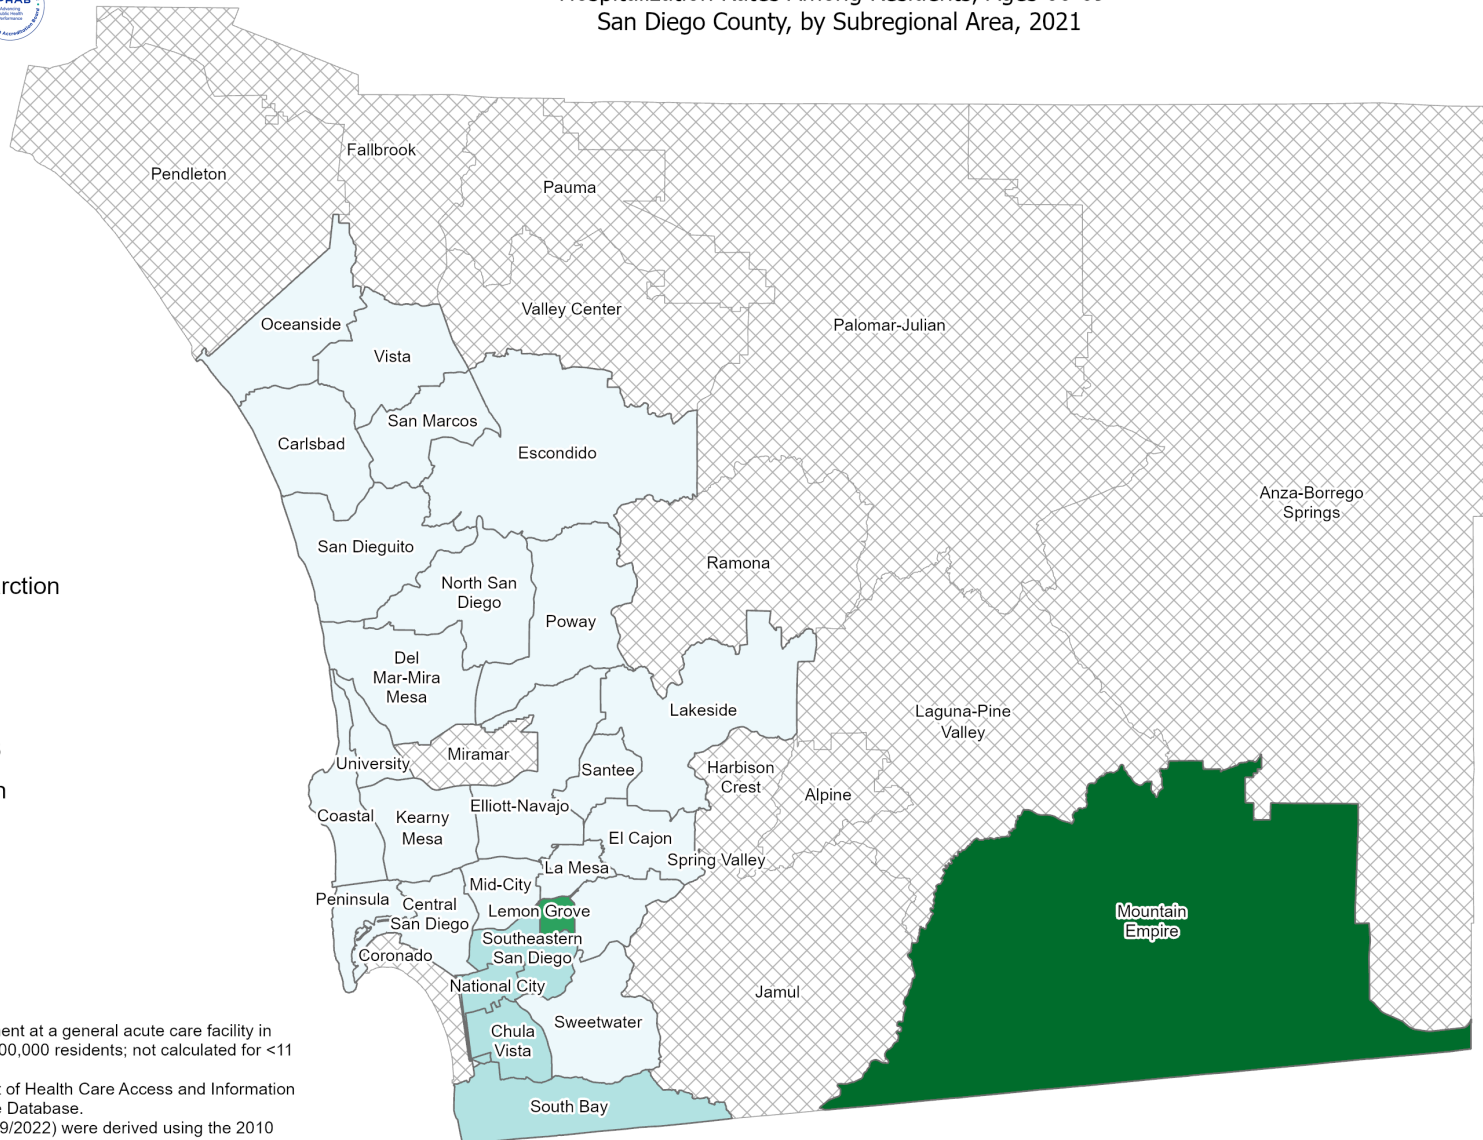 San Diego County, by Subregional Area, 2021
Pendleton
Fallbrook
Pauma
Valley Center
Palomar-Julian
Oceanside
Vista
San Marcos
Carlsbad
Escondido
Anza-Borrego
Springs
San Dieguito
Ramona
North San
Diego
Poway
Del
Mar-Mira
Mesa
Lakeside
Laguna-Pine
Valley
Miramar
University
Santee
Harbison
Crest
Alpine
Coastal
Kearny
Mesa
Elliott-Navajo
El Cajon
La Mesa
Spring Valley
Mid-City
Peninsula
Central
San Diego
Lemon Grove
Mountain
Empire
Southeastern
San Diego
Coronado
National City
Jamul
Sweetwater
Chula
Vista
South Bay
rction
ent at a general acute care facility in
00,000 residents; not calculated for <11
of Health Care Access and Information
Database.
9/2022) were derived using the 2010